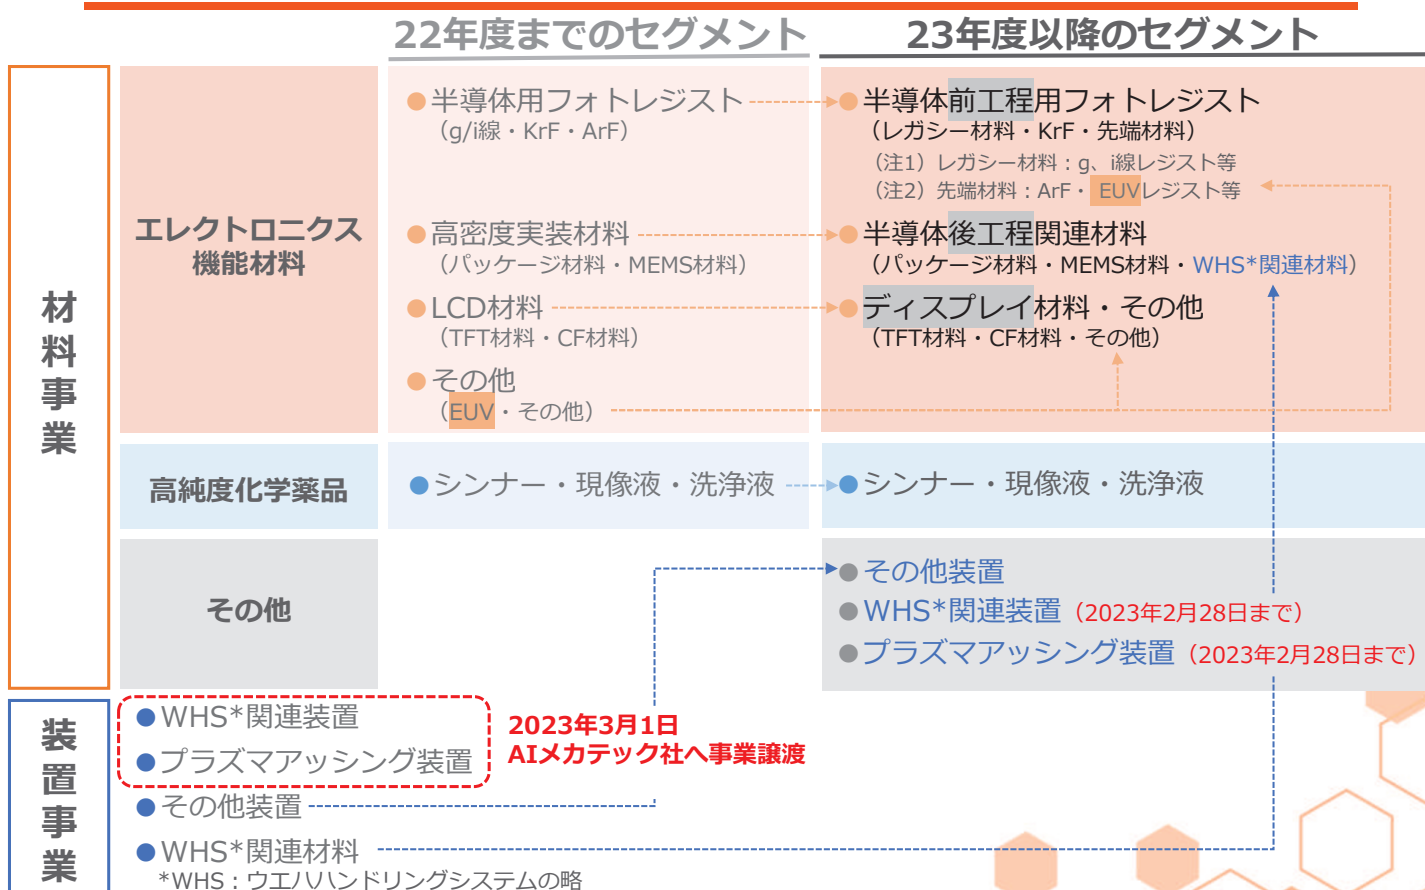 22年度までのセグメント
23年度以降のセグメント
材料事業
エレクトロニクス
機能材料
●半導体用フォトレジスト
（g/i線・KrF・ArF）
●高密度実装材料
（パッケージ材料・MEMS材料）
●LCD材料
（TFT材料・CF材料）
●その他
（EUV・その他）
●半導体前工程用フォトレジスト
（レガシー材料・KrF・先端材料）
（注1）レガシー材料：g、i線レジスト等
（注2）先端材料：ArF・EUVレジスト等
●半導体後工程関連材料
（パッケージ材料・MEMS材料・WHS*関連材料）
●ディスプレイ材料・その他
（TFT材料・CF材料・その他）
高純度化学薬品
●シンナー・現像液・洗浄液
●シンナー・現像液・洗浄液
その他
●その他装置
●WHS*関連装置（2023年2月28日まで）
●プラズマアッシング装置（2023年2月28日まで）
装置事業
●WHS*関連装置
●プラズマアッシング装置
2023年3月1日
AIメカテック社へ事業譲渡
●その他装置
●WHS*関連材料
*WHS：ウエハハンドリングシステムの略